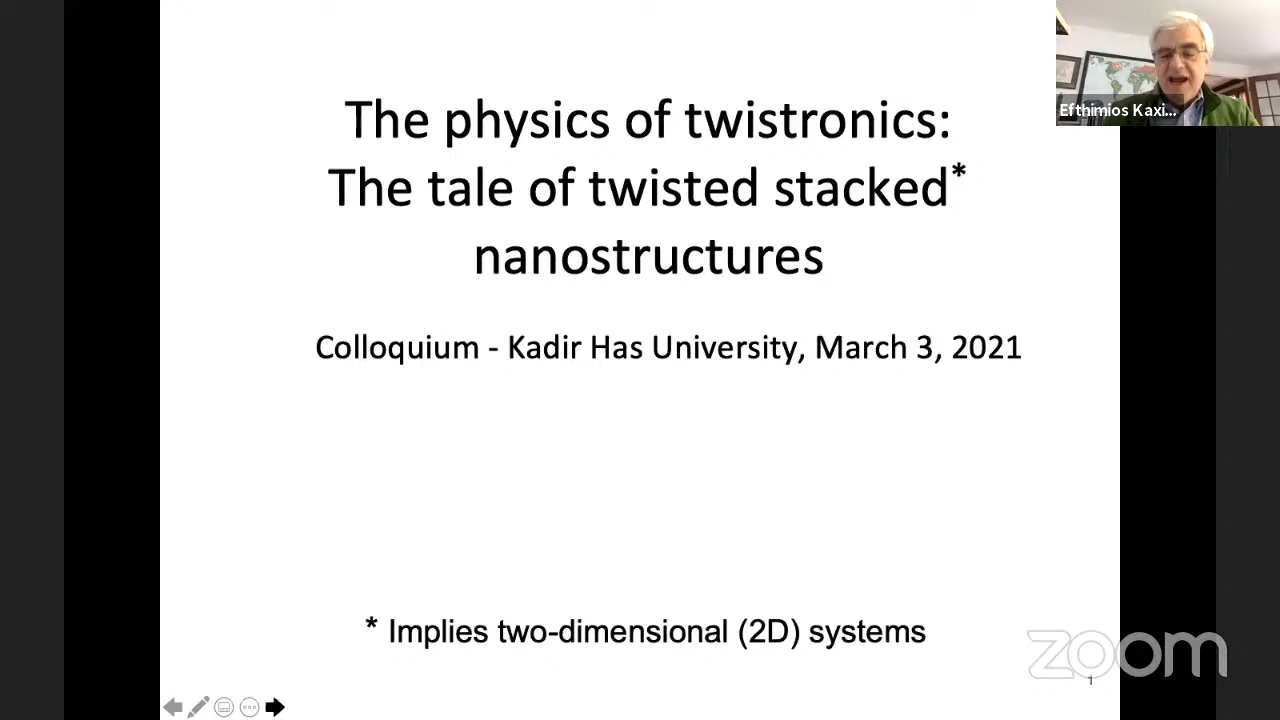 Efthimios Kaxi...
The physics of twistronics:
The tale of twisted stacked*
nanostructures
Colloquium - Kadir Has University, March 3, 2021
* Implies two-dimensional (2D) systems
zoom
1